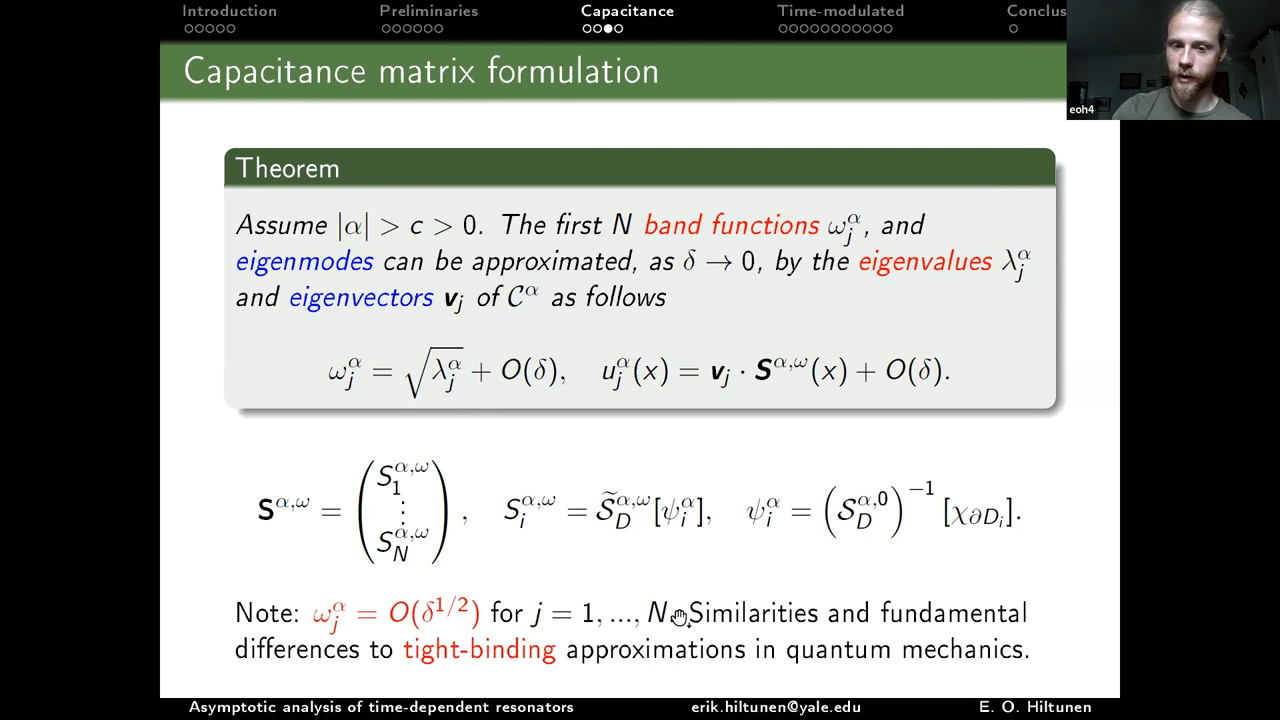 Introduction Preliminaries Capacitance Time-modulated Conclus
Capacitance matrix formulation
eoh4
Theorem
Assume |α| > c > 0. The first N band functions ω_j^α, and
eigenmodes can be approximated, as δ → 0, by the eigenvalues λ_j^α
and eigenvectors v_j of C^α as follows
ω_j^α = √λ_j^α + O(δ), u_j^α(x) = v_j · S^{α,ω}(x) + O(δ).
S^{α,ω} = (S_1^{α,ω} ⋮ S_N^{α,ω}), S_i^{α,ω} = S̃_D^{α,ω}[ψ_i^α], ψ_i^α = (S_D^{α,0})^{-1} [χ_{∂D_i}].
Note: ω_j^α = O(δ^{1/2}) for j = 1, ..., N. Similarities and fundamental
differences to tight-binding approximations in quantum mechanics.
Asymptotic analysis of time-dependent resonators erik.hiltunen@yale.edu E. O. Hiltunen